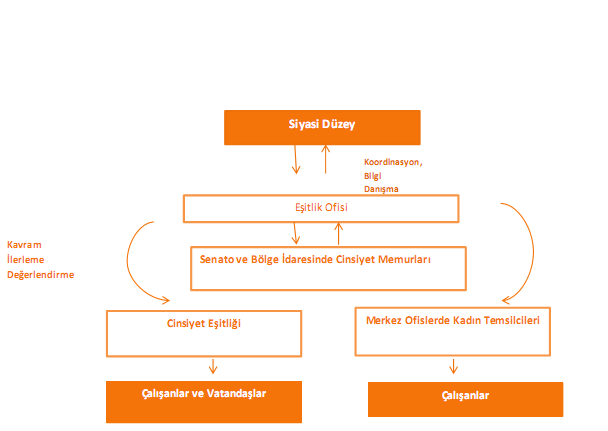 Siyasi Düzey
Koordinasyon,
Bilgi
Danışma
Eşitlik Ofisi
Kavram
İlerleme
Değerlendirme
Senato ve Bölge İdaresinde Cinsiyet Memurları
Cinsiyet Eşitliği
Merkez Ofislerde Kadın Temsilcileri
Çalışanlar ve Vatandaşlar
Çalışanlar